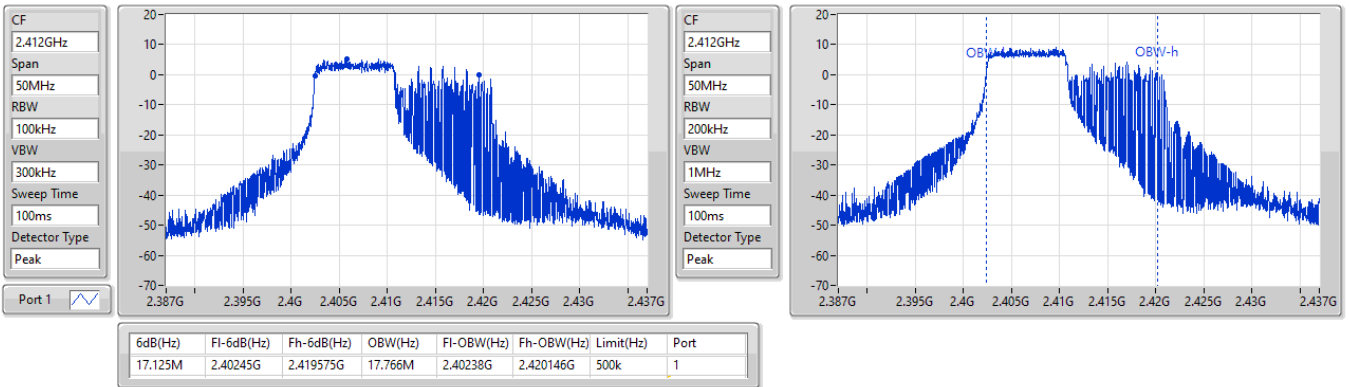 CF
2.412GHz
Span
50MHz
RBW
100kHz
VBW
300kHz
Sweep Time
100ms
Detector Type
Peak
Port 1
20
10
0
-10
-20
-30
-40
-50
-60
-70
2.387G 2.395G 2.4G 2.405G 2.41G 2.415G 2.42G 2.425G 2.43G 2.437G
CF
2.412GHz
Span
50MHz
RBW
200kHz
VBW
1MHz
Sweep Time
100ms
Detector Type
Peak
20
10
0
-10
-20
-30
-40
-50
-60
-70
OBW OBW-h
2.387G 2.395G 2.4G 2.405G 2.41G 2.415G 2.42G 2.425G 2.43G 2.437G
6dB(Hz) Fl-6dB(Hz) Fh-6dB(Hz) OBW(Hz) Fl-OBW(Hz) Fh-OBW(Hz) Limit(Hz) Port
17.125M 2.40245G 2.419575G 17.766M 2.40238G 2.420146G 500k 1